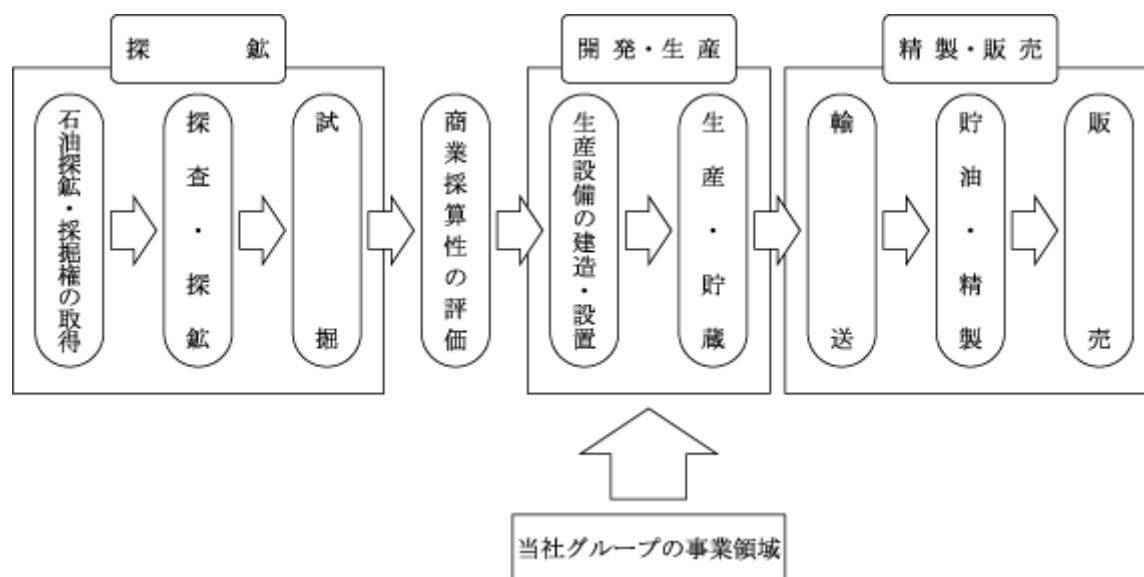 探鉱
開発・生産
精製・販売
石油探鉱・採掘権の取得
探査・探鉱
試掘
商業採算性の評価
生産設備の建造・設置
生産・貯蔵
輸送
貯油・精製
販売
当社グループの事業領域